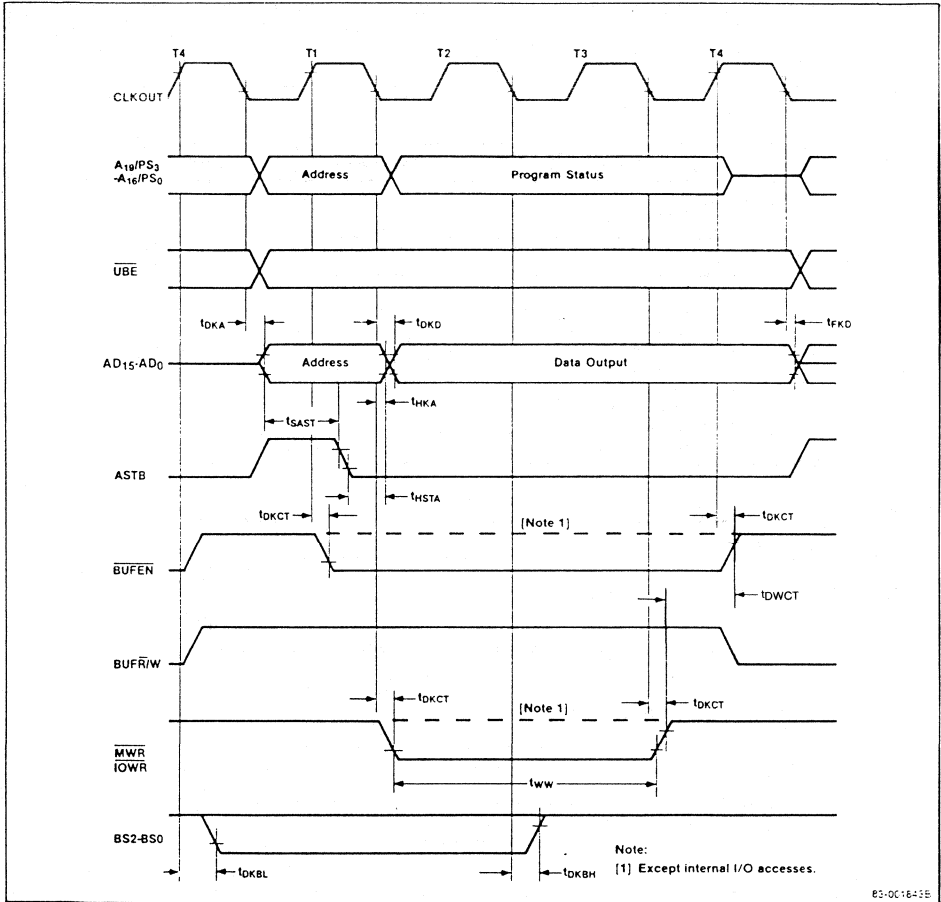 T4 T1 T2 T3 T4
CLKOUT
A19/PS3
-A16/PS0
Address
Program Status
UBE
tDKA
tDKD
tFKD
AD15-AD0
Address
Data Output
tHKA
tSAST
ASTB
tHSTA
tDKCT
[Note 1]
tDKCT
BUFEN
tDWCT
BUFR/W
tDKCT
[Note 1]
tDKCT
MWR
IOWR
tWW
BS2-BS0
tDKBL
tDKBH
Note:
[1] Except internal I/O accesses.